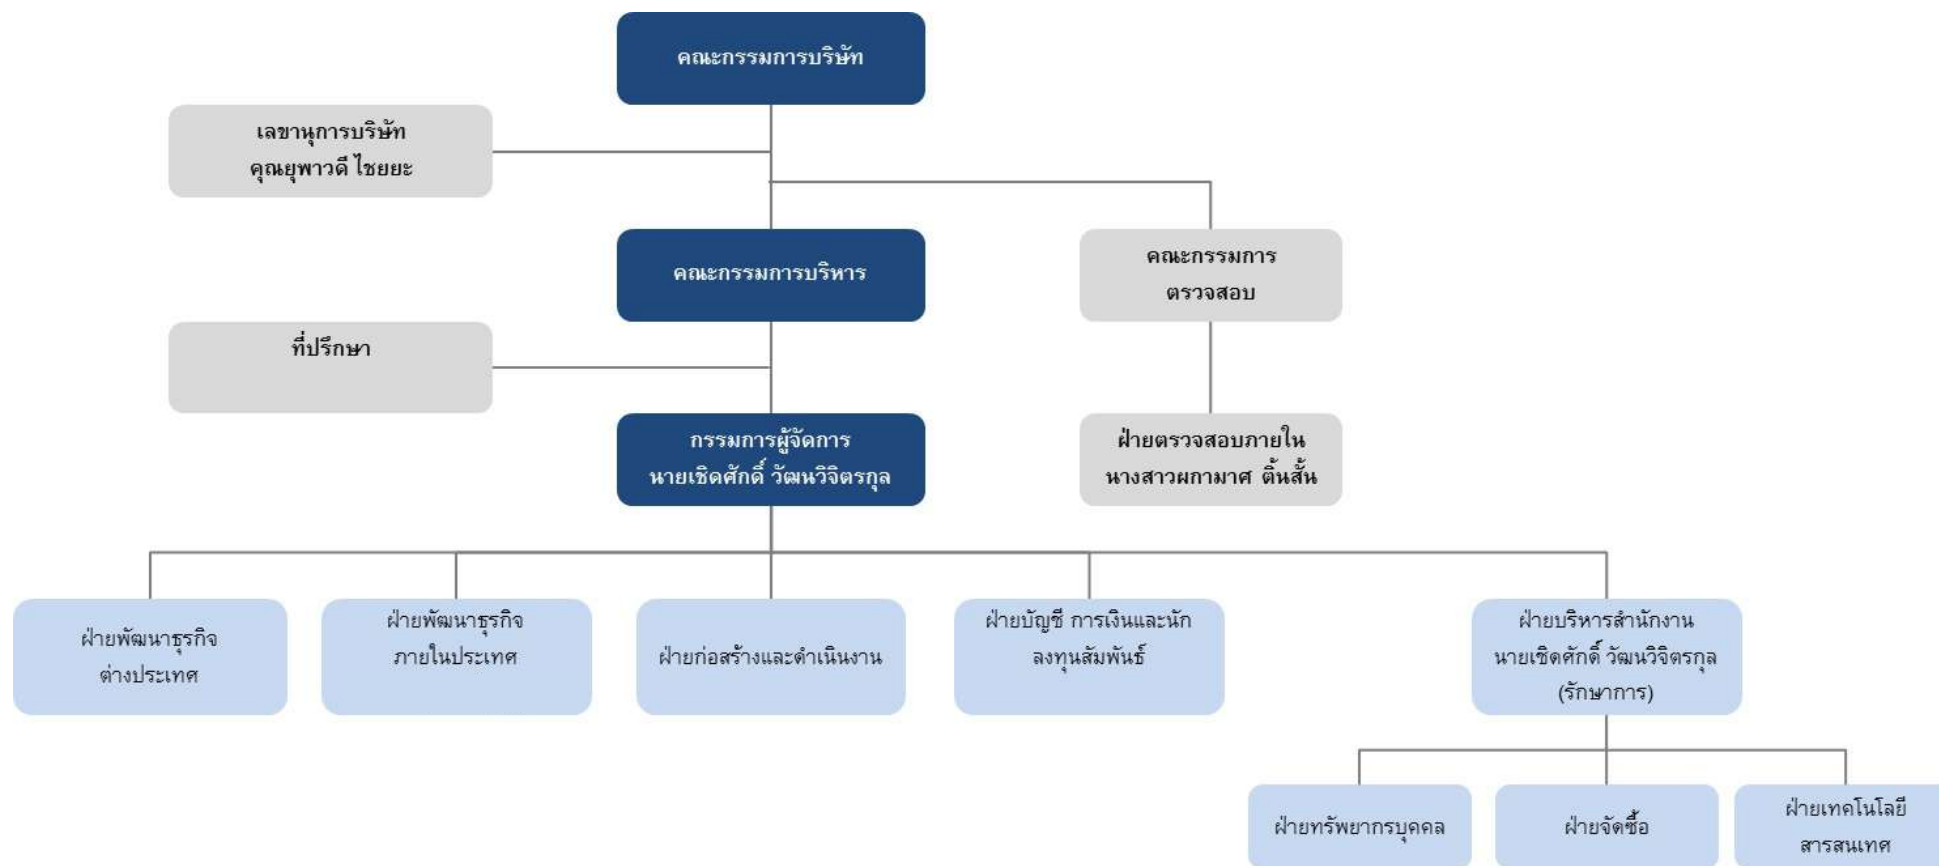 คณะกรรมการบริษัท
เลขานุการบริษัท
คุณยุพาวดี ไชยยะ
คณะกรรมการบริหาร
คณะกรรมการ
ตรวจสอบ
ที่ปรึกษา
กรรมการผู้จัดการ
นายเชิดศักดิ์ วัฒนวิจิตรกุล
ฝ่ายตรวจสอบภายใน
นางสาวผกามาศ ติ้นสั้น
ฝ่ายพัฒนาธุรกิจ
ต่างประเทศ
ฝ่ายพัฒนาธุรกิจ
ภายในประเทศ
ฝ่ายก่อสร้างและดำเนินงาน
ฝ่ายบัญชี การเงินและนัก
ลงทุนสัมพันธ์
ฝ่ายบริหารสำนักงาน
นายเชิดศักดิ์ วัฒนวิจิตรกุล
(รักษาการ)
ฝ่ายทรัพยากรบุคคล
ฝ่ายจัดซื้อ
ฝ่ายเทคโนโลยี
สารสนเทศ